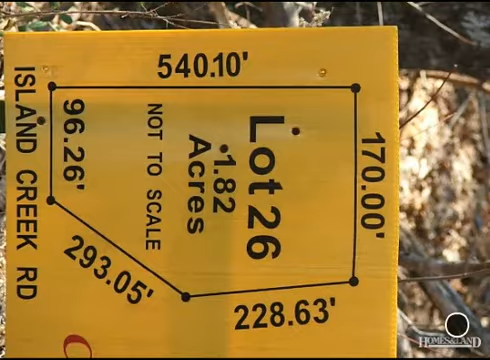 540.10'
ISLAND CREEK RD
96.26'
NOT TO SCALE
Lot 26
1.82
Acres
170.00'
293.05'
228.63'
HOMES&LAND